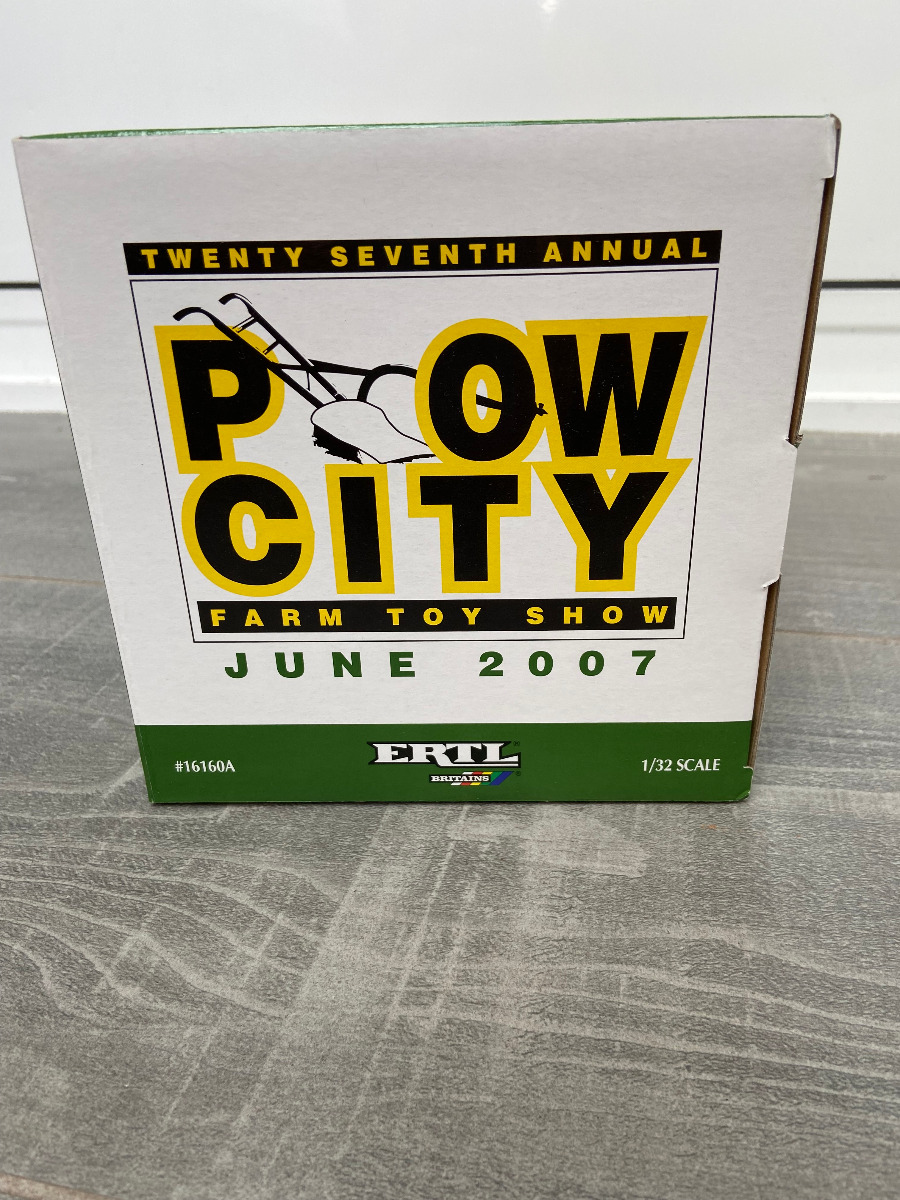 TWENTY SEVENTH ANNUAL
P OW
CITY
FARM TOY SHOW
JUNE 2007
#16160A
ERTL
BRITAINS
1/32 SCALE